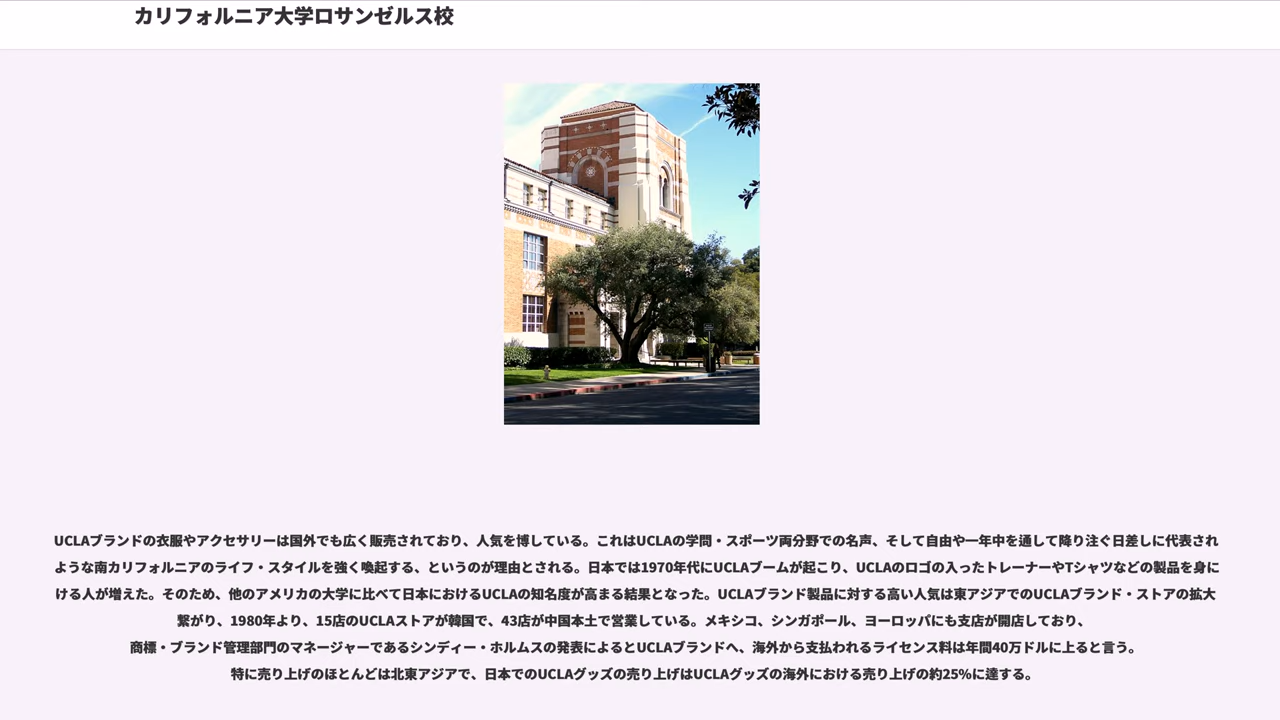 カリフォルニア大学ロサンゼルス校
UCLAブランドの衣服やアクセサリーは国外でも広く販売されており、人気を博している。これはUCLAの学問・スポーツ両分野での名声、そして自由や一年中を通して降り注ぐ日差しに代表され
ような南カリフォルニアのライフ・スタイルを強く喚起する、というのが理由とされる。日本では1970年代にUCLAブームが起こり、UCLAのロゴの入ったトレーナーやTシャツなどの製品を身に
ける人が増えた。そのため、他のアメリカの大学に比べて日本におけるUCLAの知名度が高まる結果となった。UCLAブランド製品に対する高い人気は東アジアでのUCLAブランド・ストアの拡大
繋がり、1980年より、15店のUCLAストアが韓国で、43店が中国本土で営業している。メキシコ、シンガポール、ヨーロッパにも支店が開店しており、
商標・ブランド管理部門のマネージャーであるシンディー・ホルムスの発表によるとUCLAブランドへ、海外から支払われるライセンス料は年間40万ドルに上ると言う。
特に売り上げのほとんどは北東アジアで、日本でのUCLAグッズの売り上げはUCLAグッズの海外における売り上げの約25%に達する。